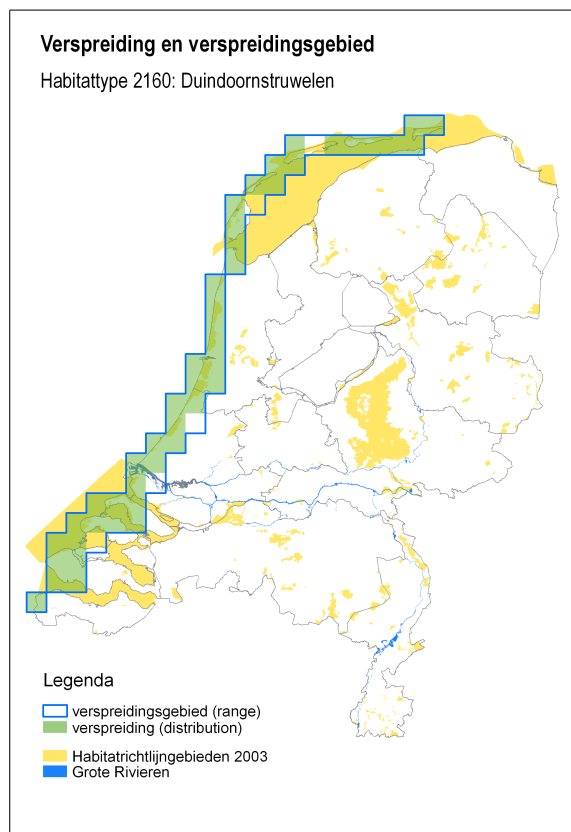 Verspreiding en verspreidingsgebied
Habitattype 2160: Duindoornstruwelen
Legenda
verspreidingsgebied (range)
verspreiding (distribution)
Habitatrichtlijngebieden 2003
Grote Rivieren